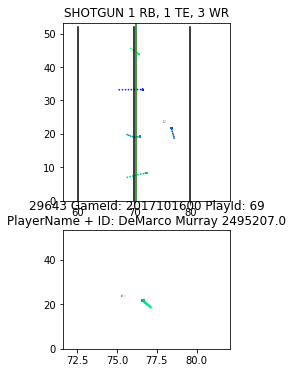 SHOTGUN 1 RB, 1 TE, 3 WR
50
40
30
20
10
0
60 70 80
29643 GameId: 2017101600 PlayId: 69
PlayerName + ID: DeMarco Murray 2495207.0
40
20
0
72.5 75.0 77.5 80.0